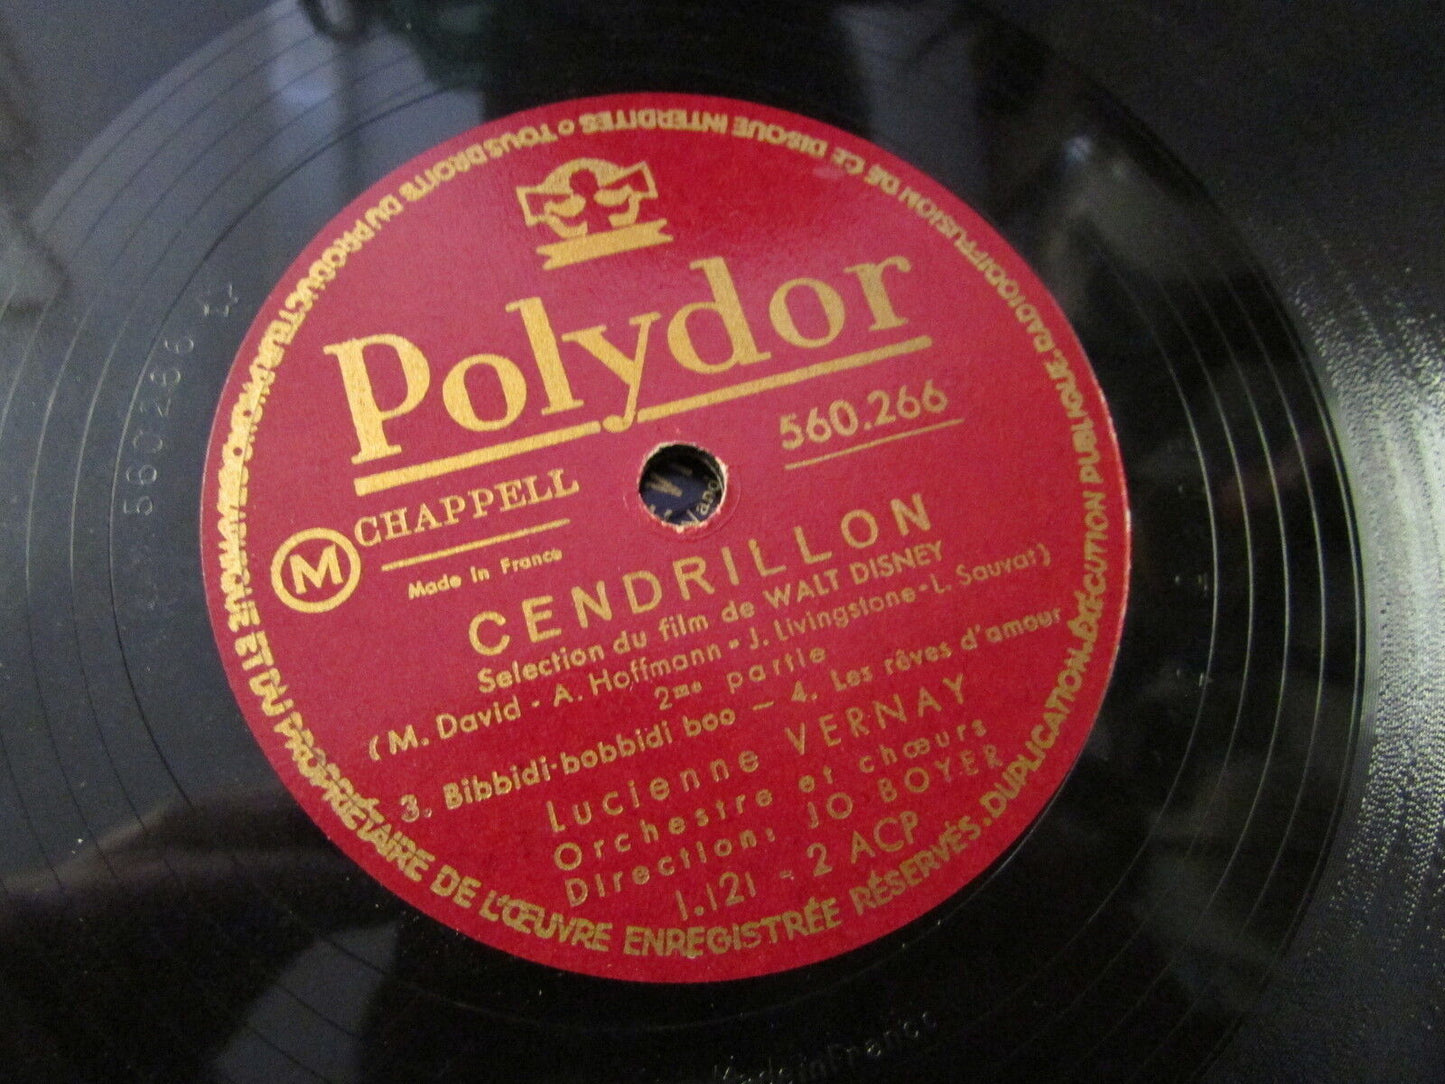 Polydor
560.266
CHAPPELL
M
Made in France
CENDRILLON
Selection du film de WALT DISNEY
(M. David - A. Hoffmann - J. Livingstone - L. Sauvat)
2me partie
3. Bibbidi-bobbidi boo - 4. Les rêves d'amour
Lucienne VERNAY
Orchestre et chœurs
Direction: JO BOYER
1.121 - 2 ACP
TOUS DROITS DU PRODUCTEUR PHONOGRAPHIQUE ET DU PROPRIÉTAIRE DE L'ŒUVRE ENREGISTRÉE RÉSERVÉS. DUPLICATION. EXÉCUTION PUBLIQUE. RADIODIFFUSION DE CE DISQUE INTERDITES
560266
Made in France